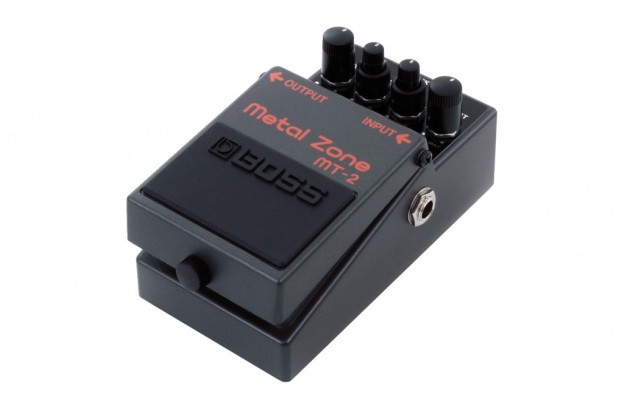 ← OUTPUT
INPUT ←
Metal Zone
MT-2
BOSS